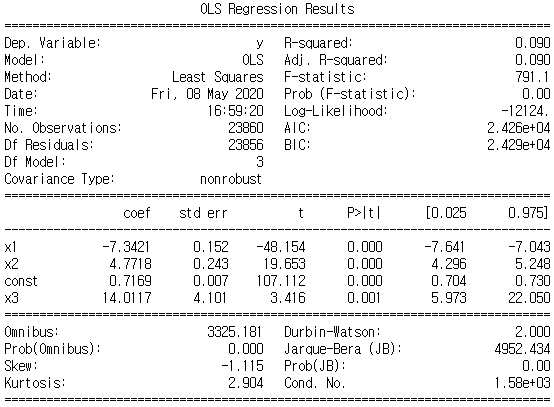 OLS Regression Results
==============================================================================
Dep. Variable: y R-squared: 0.090
Model: OLS Adj. R-squared: 0.090
Method: Least Squares F-statistic: 791.1
Date: Fri, 08 May 2020 Prob (F-statistic): 0.00
Time: 16:59:20 Log-Likelihood: -12124.
No. Observations: 23860 AIC: 2.426e+04
Df Residuals: 23856 BIC: 2.429e+04
Df Model: 3
Covariance Type: nonrobust
==============================================================================
coef std err t P>|t| [0.025 0.975]
------------------------------------------------------------------------------
x1 -7.3421 0.152 -48.154 0.000 -7.641 -7.043
x2 4.7718 0.243 19.653 0.000 4.296 5.248
const 0.7169 0.007 107.112 0.000 0.704 0.730
x3 14.0117 4.101 3.416 0.001 5.973 22.050
==============================================================================
Omnibus: 3325.181 Durbin-Watson: 2.000
Prob(Omnibus): 0.000 Jarque-Bera (JB): 4952.434
Skew: -1.115 Prob(JB): 0.00
Kurtosis: 2.904 Cond. No. 1.58e+03
==============================================================================